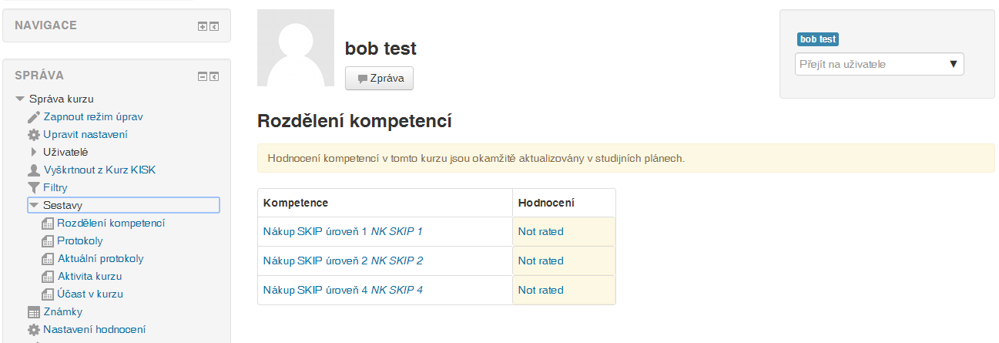 NAVIGACE
SPRÁVA
Správa kurzu
Zapnout režim úprav
Upravit nastavení
Uživatelé
Vyškrtnout z Kurz KISK
Filtry
Sestavy
Rozdělení kompetencí
Protokoly
Aktuální protokoly
Aktivita kurzu
Účast v kurzu
Známky
Nastavení hodnocení
bob test
Zpráva
bob test
Přejít na uživatele
Rozdělení kompetencí
Hodnocení kompetencí v tomto kurzu jsou okamžitě aktualizovány v studijních plánech.
Kompetence Hodnocení
Nákup SKIP úroveň 1 NK SKIP 1 Not rated
Nákup SKIP úroveň 2 NK SKIP 2 Not rated
Nákup SKIP úroveň 4 NK SKIP 4 Not rated